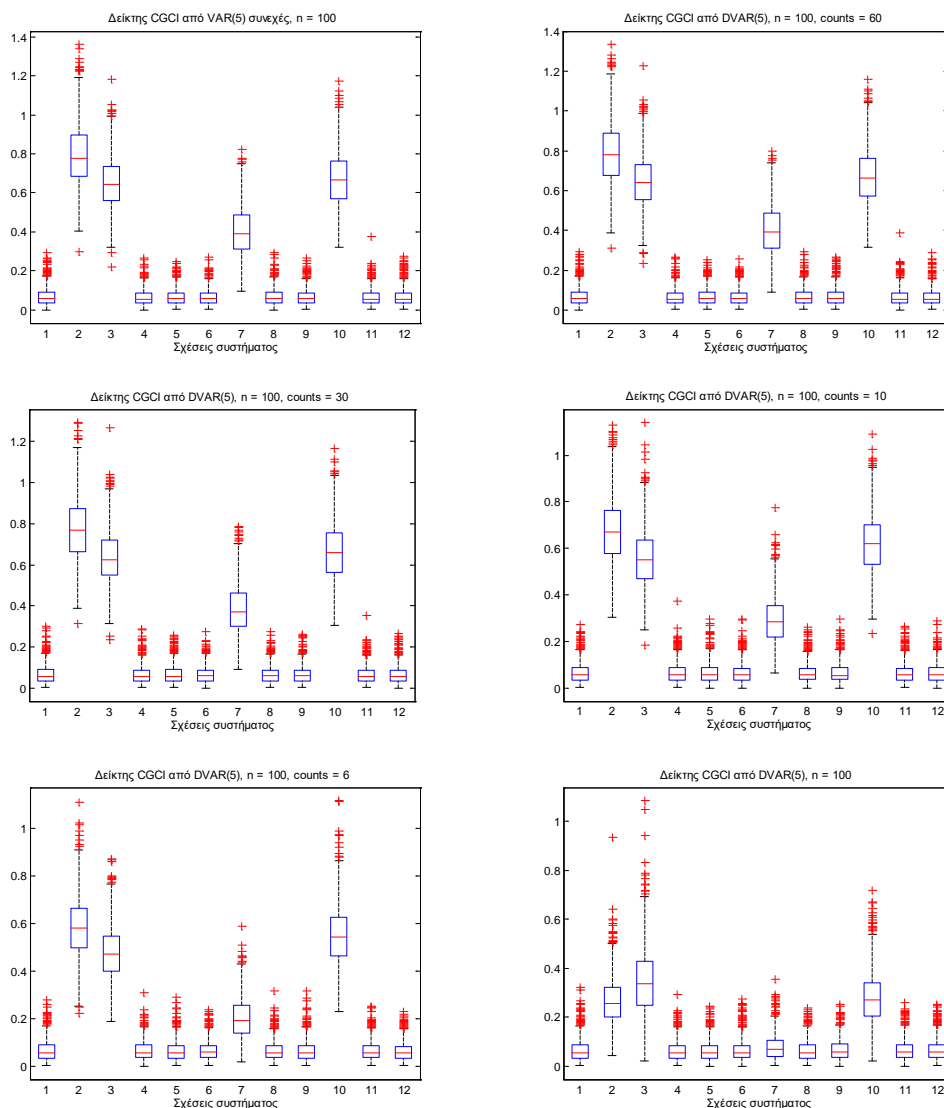 Δείκτης CGCI από VAR(5) συνεχές, n = 100
1.4
1.2
1
0.8
0.6
0.4
0.2
0
1 2 3 4 5 6 7 8 9 10 11 12
Σχέσεις συστήματος
Δείκτης CGCI από DVAR(5), n = 100, counts = 60
1.4
1.2
1
0.8
0.6
0.4
0.2
0
1 2 3 4 5 6 7 8 9 10 11 12
Σχέσεις συστήματος
Δείκτης CGCI από DVAR(5), n = 100, counts = 30
1.2
1
0.8
0.6
0.4
0.2
0
1 2 3 4 5 6 7 8 9 10 11 12
Σχέσεις συστήματος
Δείκτης CGCI από DVAR(5), n = 100, counts = 10
1
0.8
0.6
0.4
0.2
0
1 2 3 4 5 6 7 8 9 10 11 12
Σχέσεις συστήματος
Δείκτης CGCI από DVAR(5), n = 100, counts = 6
1
0.8
0.6
0.4
0.2
0
1 2 3 4 5 6 7 8 9 10 11 12
Σχέσεις συστήματος
Δείκτης CGCI από DVAR(5), n = 100
1
0.8
0.6
0.4
0.2
0
1 2 3 4 5 6 7 8 9 10 11 12
Σχέσεις συστήματος